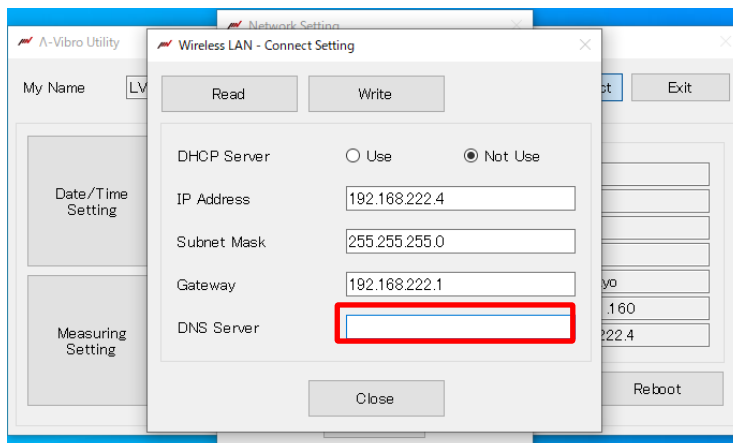 Network Setting
Λ-Vibro Utility
Wireless LAN - Connect Setting
My Name LV
Read Write
ct Exit
DHCP Server Use Not Use
Date/Time
Setting
IP Address 192.168.222.4
Subnet Mask 255.255.255.0
Gateway 192.168.222.1
yo
.160
DNS Server
222.4
Measuring
Setting
Close
Reboot